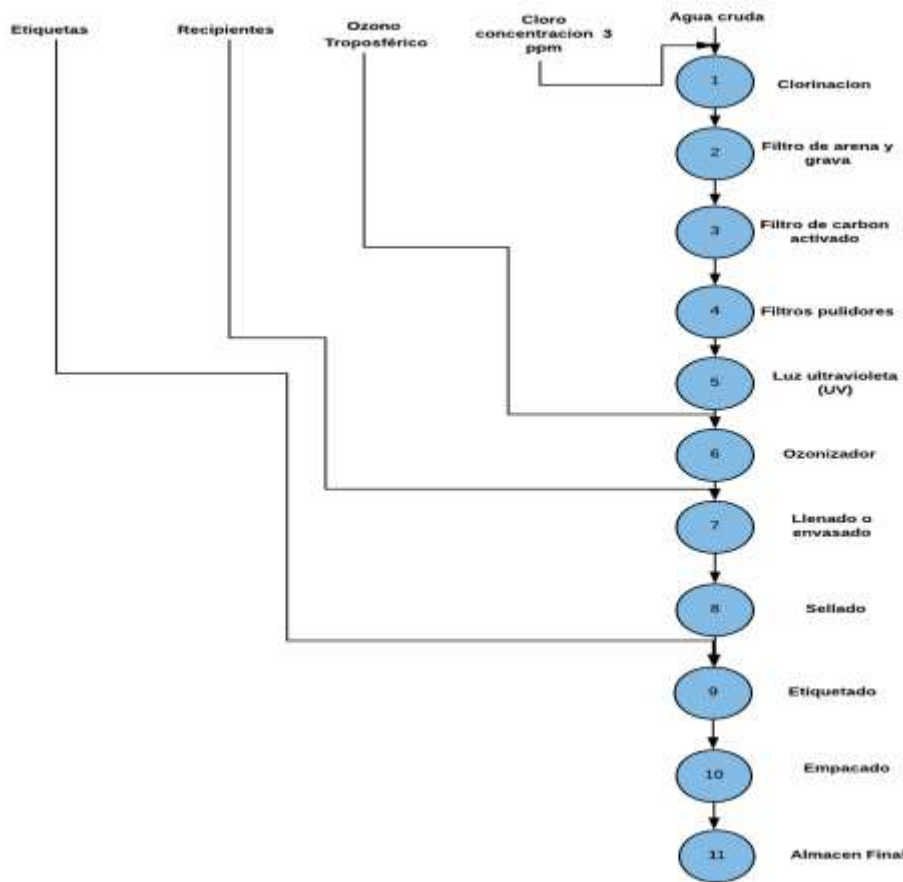 Etiquetas
Recipientes
Ozono
Troposférico
Cloro
concentracion 3
ppm
Agua cruda
1
Clorinacion
2
Filtro de arena y
grava
3
Filtro de carbon
activado
4
Filtros pulidores
5
Luz ultravioleta
(UV)
6
Ozonizador
7
Llenado o
envasado
8
Sellado
9
Etiquetado
10
Empacado
11
Almacen Final